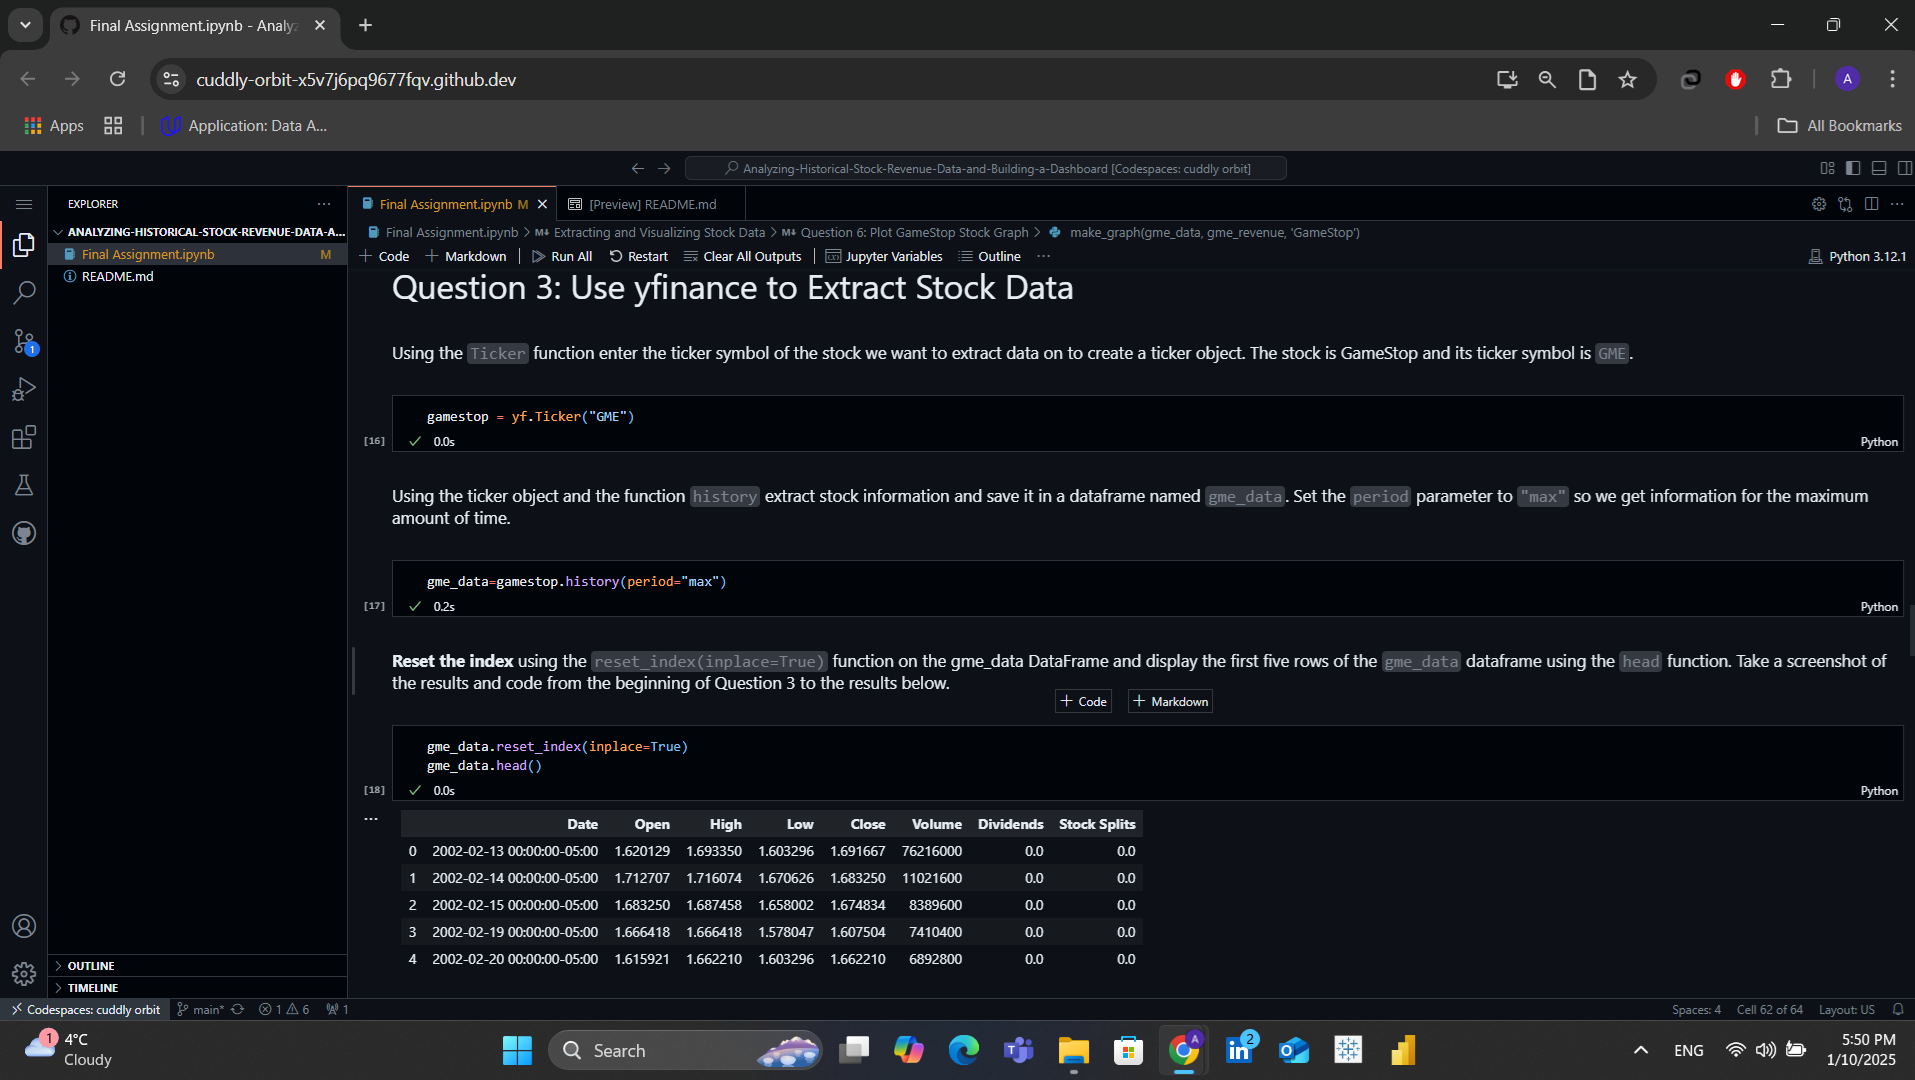 Final Assignment.ipynb - Analyz
cuddly-orbit-x5v7j6pq9677fqv.github.dev
A
Apps
Application: Data A...
All Bookmarks
Analyzing-Historical-Stock-Revenue-Data-and-Building-a-Dashboard [Codespaces: cuddly orbit]
EXPLORER
ANALYZING-HISTORICAL-STOCK-REVENUE-DATA-A...
Final Assignment.ipynb M
README.md
Final Assignment.ipynb M
[Preview] README.md
Final Assignment.ipynb > M↓ Extracting and Visualizing Stock Data > M↓ Question 6: Plot GameStop Stock Graph > make_graph(gme_data, gme_revenue, 'GameStop')
+ Code + Markdown Run All Restart Clear All Outputs Jupyter Variables Outline ...
Python 3.12.1
Question 3: Use yfinance to Extract Stock Data
Using the Ticker function enter the ticker symbol of the stock we want to extract data on to create a ticker object. The stock is GameStop and its ticker symbol is GME.
gamestop = yf.Ticker("GME")
[16] 0.0s Python
Using the ticker object and the function history extract stock information and save it in a dataframe named gme_data. Set the period parameter to "max" so we get information for the maximum
amount of time.
gme_data=gamestop.history(period="max")
[17] 0.2s Python
Reset the index using the reset_index(inplace=True) function on the gme_data DataFrame and display the first five rows of the gme_data dataframe using the head function. Take a screenshot of
the results and code from the beginning of Question 3 to the results below.
+ Code + Markdown
gme_data.reset_index(inplace=True)
gme_data.head()
[18] 0.0s Python
...
Date Open High Low Close Volume Dividends Stock Splits
0 2002-02-13 00:00:00-05:00 1.620129 1.693350 1.603296 1.691667 76216000 0.0 0.0
1 2002-02-14 00:00:00-05:00 1.712707 1.716074 1.670626 1.683250 11021600 0.0 0.0
2 2002-02-15 00:00:00-05:00 1.683250 1.687458 1.658002 1.674834 8389600 0.0 0.0
3 2002-02-19 00:00:00-05:00 1.666418 1.666418 1.578047 1.607504 7410400 0.0 0.0
4 2002-02-20 00:00:00-05:00 1.615921 1.662210 1.603296 1.662210 6892800 0.0 0.0
1
OUTLINE
TIMELINE
Codespaces: cuddly orbit main* 1 6 1
Spaces: 4 Cell 62 of 64 Layout: US
1
4°C
Cloudy
Search
A
2
ENG
5:50 PM
1/10/2025